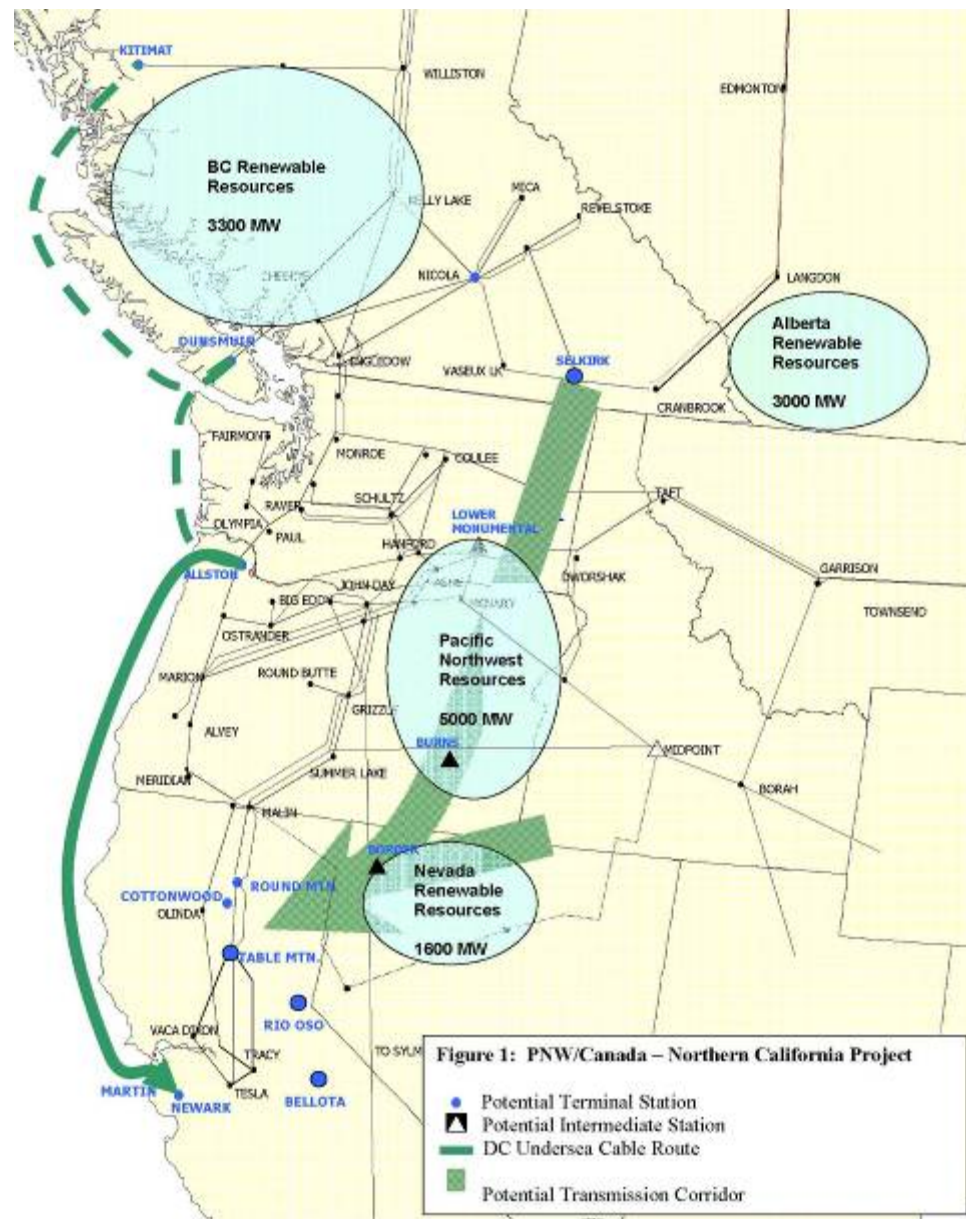 KITIMAT
WILLISTON
EDMONTON
BC Renewable
Resources
3300 MW
MICA
KELLY LAKE
REVELSTOKE
NICOLA
LANGDON
CHEEKYE
Alberta
Renewable
Resources
3000 MW
DUNSMUIR
INGLEDOW
VASEUX LK
SELKIRK
CRANBROOK
FAIRMONT
MONROE
COULEE
SCHULTZ
TAFT
RAVER
LOWER
MONUMENTAL
OLYMPIA
PAUL
HANFORD
ALLSTON
ASHE
DWORSHAK
GARRISON
JOHN DAY
BIG EDDY
MCNARY
TOWNSEND
OSTRANDER
Pacific
Northwest
Resources
5000 MW
MARION
ROUND BUTTE
GRIZZLY
ALVEY
BURNS
MIDPOINT
MERIDIAN
SUMMER LAKE
BORAH
MALIN
BORDER
Nevada
Renewable
Resources
1600 MW
ROUND MTN.
COTTONWOOD
OLINDA
TABLE MTN.
RIO OSO
VACA DIXON
TRACY
TO SYLM
TESLA
MARTIN
NEWARK
BELLOTA
Figure 1: PNW/Canada – Northern California Project
Potential Terminal Station
Potential Intermediate Station
DC Undersea Cable Route
Potential Transmission Corridor